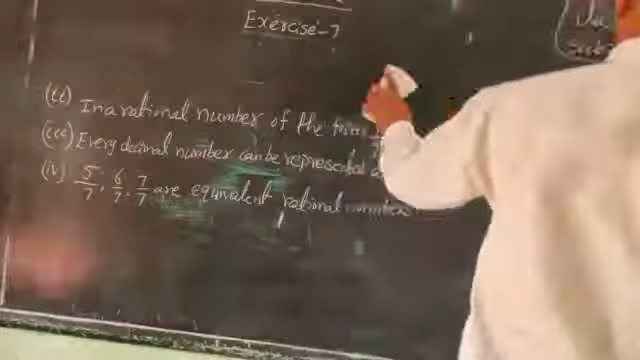 Exercise-7
(ii) In a rational number of the form
(iii) Every decimal number can be represented
(iv) 5/7, 6/7, 7/7 are equivalent rational numbers